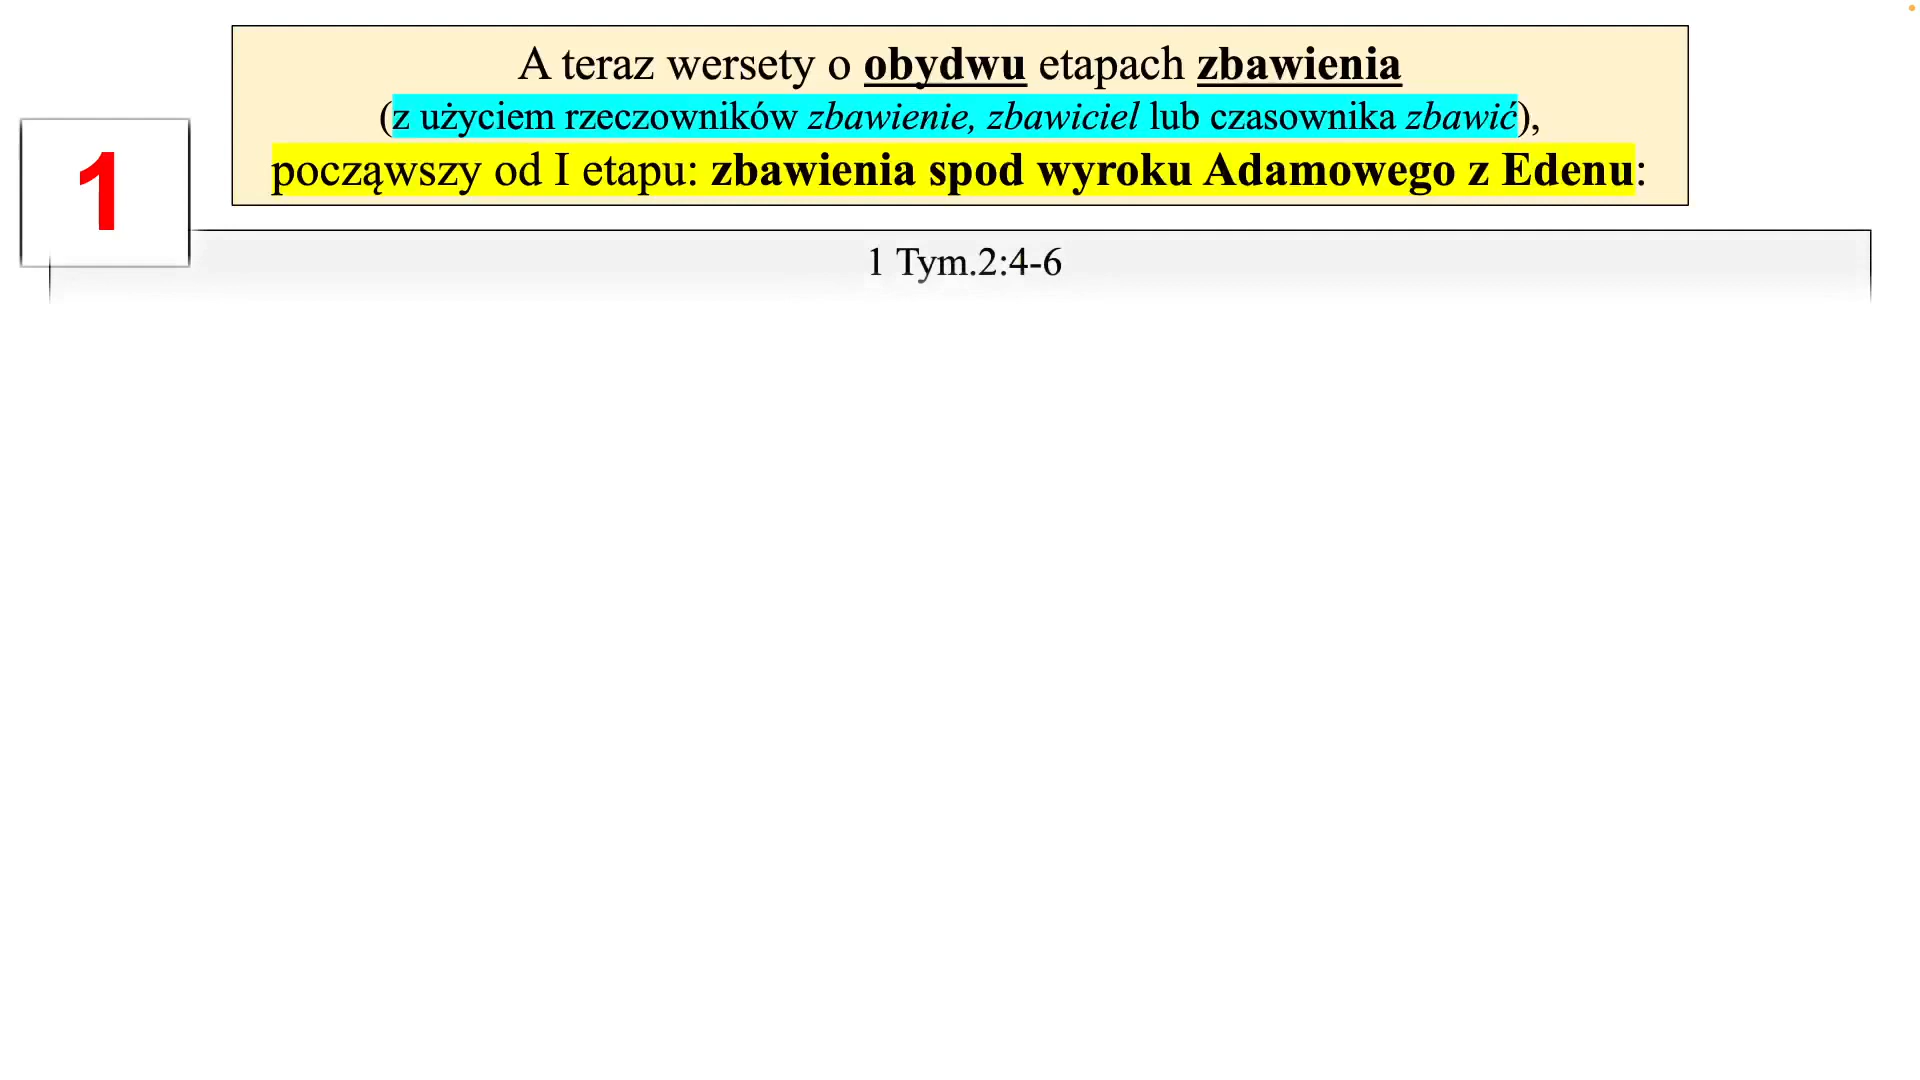 A teraz wersety o obydwu etapach zbawienia
(z użyciem rzeczowników zbawienie, zbawiciel lub czasownika zbawić),
począwszy od I etapu: zbawienia spod wyroku Adamowego z Edenu:
1
1 Tym.2:4-6